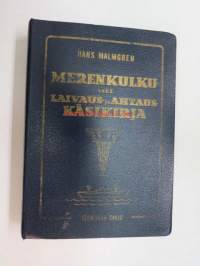 HANS MALMGREN
MERENKULKU
SEKÄ
LAIVAUS- JA AHTAUS
KÄSIKIRJA